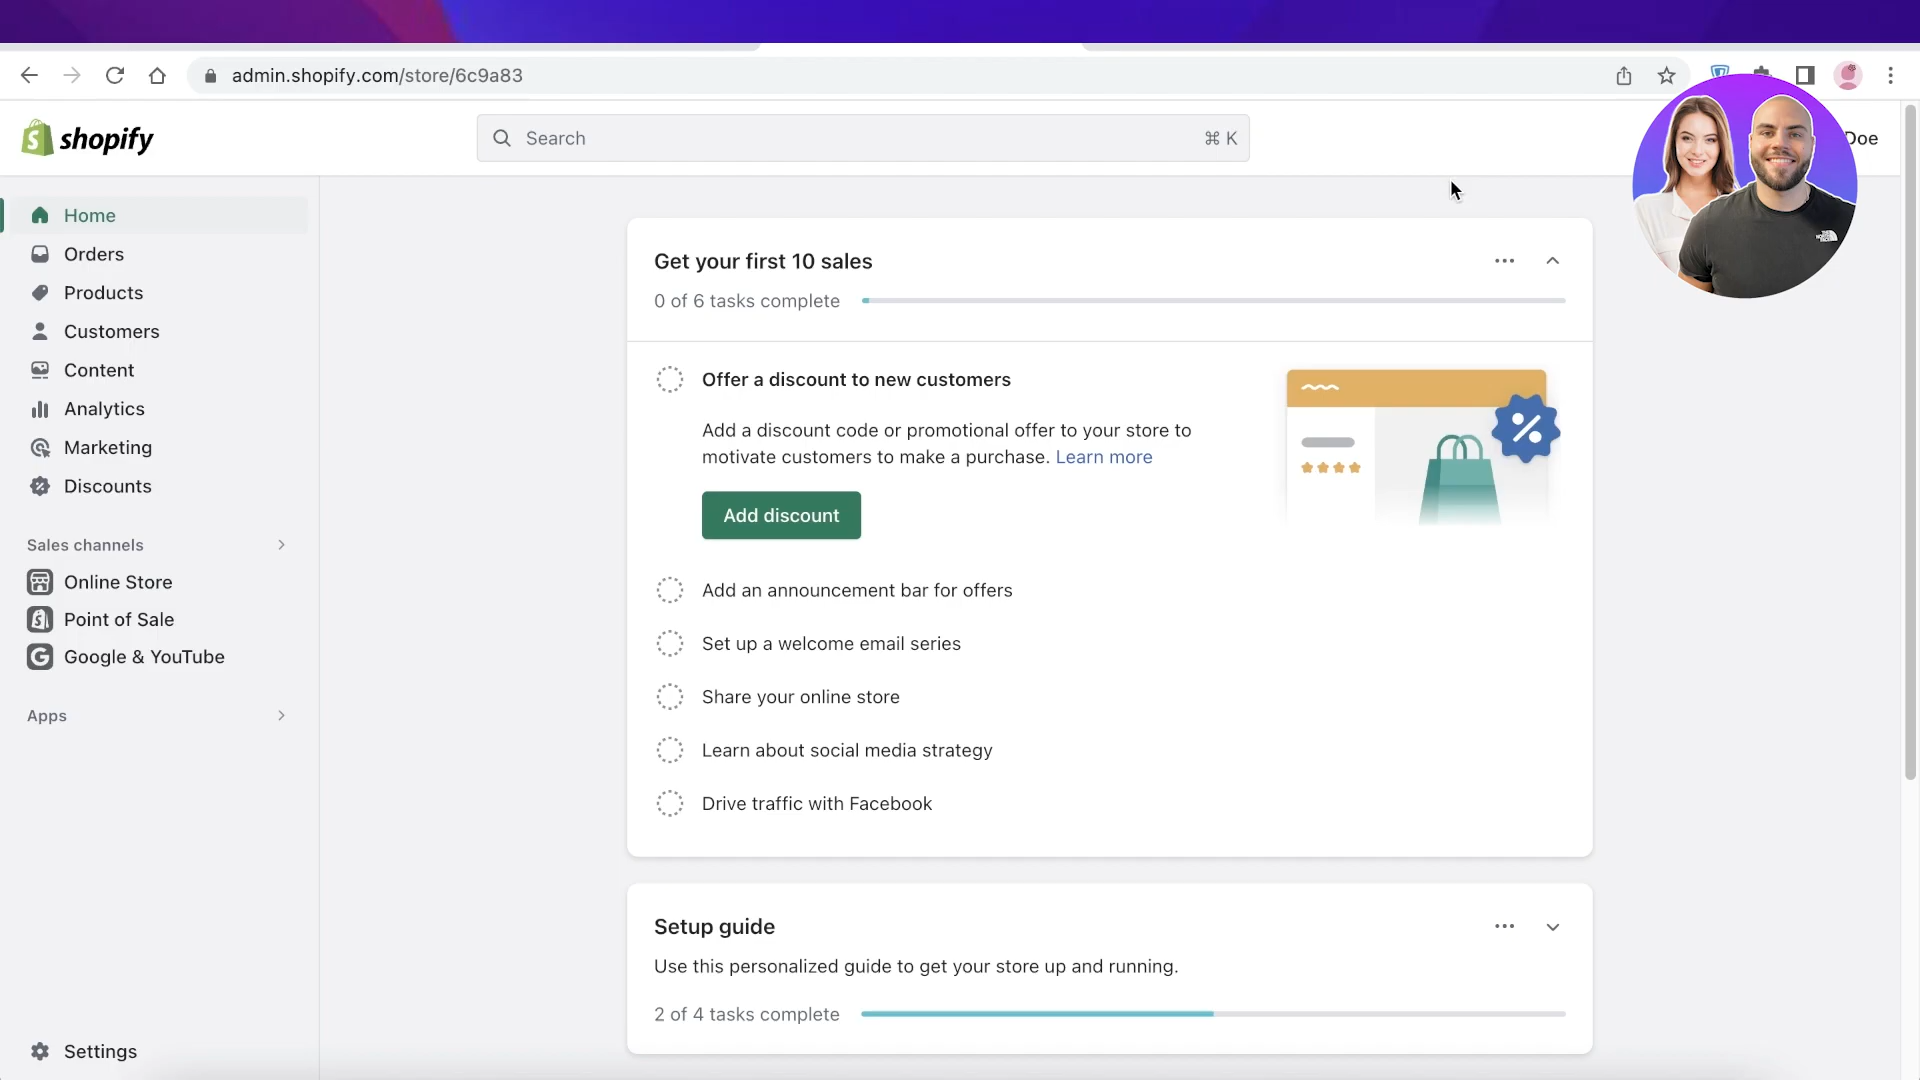 admin.shopify.com/store/6c9a83
shopify
Search
⌘ K
Doe
Home
Orders
Products
Customers
Content
Analytics
Marketing
Discounts
Sales channels
Online Store
Point of Sale
Google & YouTube
Apps
Settings
Get your first 10 sales
0 of 6 tasks complete
Offer a discount to new customers
Add a discount code or promotional offer to your store to
motivate customers to make a purchase. Learn more
Add discount
Add an announcement bar for offers
Set up a welcome email series
Share your online store
Learn about social media strategy
Drive traffic with Facebook
Setup guide
Use this personalized guide to get your store up and running.
2 of 4 tasks complete